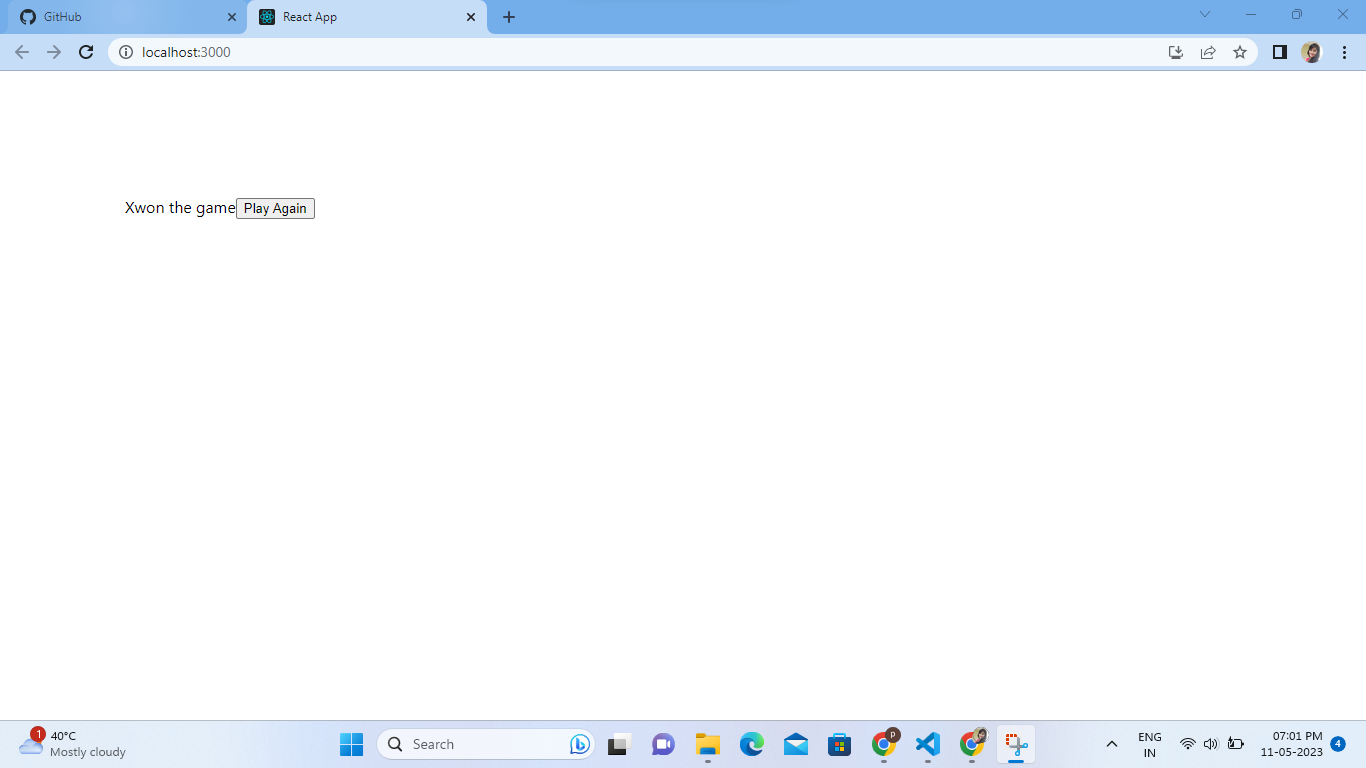 GitHub
React App
localhost:3000
Xwon the game
Play Again
1
40°C
Mostly cloudy
Search
P
ENG
IN
07:01 PM
11-05-2023
4